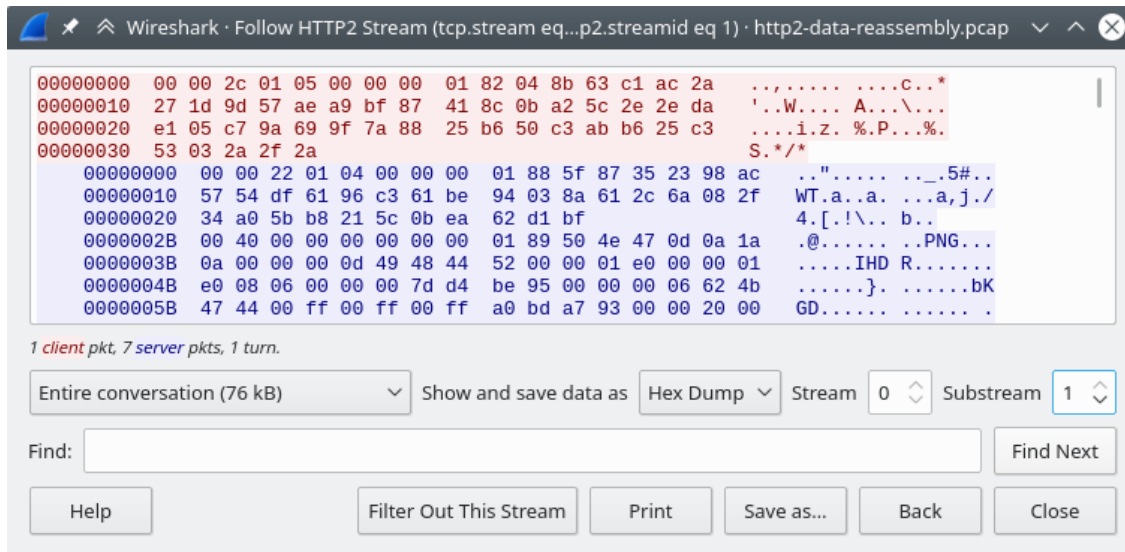 Wireshark · Follow HTTP2 Stream (tcp.stream eq...p2.streamid eq 1) · http2-data-reassembly.pcap
00000000  00 00 2c 01 05 00 00 00  01 82 04 8b 63 c1 ac 2a   ..,..... ....c..*
00000010  27 1d 9d 57 ae a9 bf 87  41 8c 0b a2 5c 2e 2e da   '..W.... A...\...
00000020  e1 05 c7 9a 69 9f 7a 88  25 b6 50 c3 ab b6 25 c3   ....i.z. %.P...%.
00000030  53 03 2a 2f 2a   S.*/*
00000000  00 00 22 01 04 00 00 00  01 88 5f 87 35 23 98 ac   .."..... .._.5#..
00000010  57 54 df 61 96 c3 61 be  94 03 8a 61 2c 6a 08 2f   WT.a..a. ...a,j./
00000020  34 a0 5b b8 21 5c 0b ea  62 d1 bf   4.[.!\.. b..
0000002B  00 40 00 00 00 00 00 00  01 89 50 4e 47 0d 0a 1a   .@...... ..PNG...
0000003B  0a 00 00 00 0d 49 48 44  52 00 00 01 e0 00 00 01   .....IHD R.......
0000004B  e0 08 06 00 00 00 7d d4  be 95 00 00 00 06 62 4b   ......}. ......bK
0000005B  47 44 00 ff 00 ff 00 ff  a0 bd a7 93 00 00 20 00   GD...... ...... .
1 client pkt, 7 server pkts, 1 turn.
Entire conversation (76 kB) Show and save data as Hex Dump Stream 0 Substream 1
Find: Find Next
Help Filter Out This Stream Print Save as... Back Close